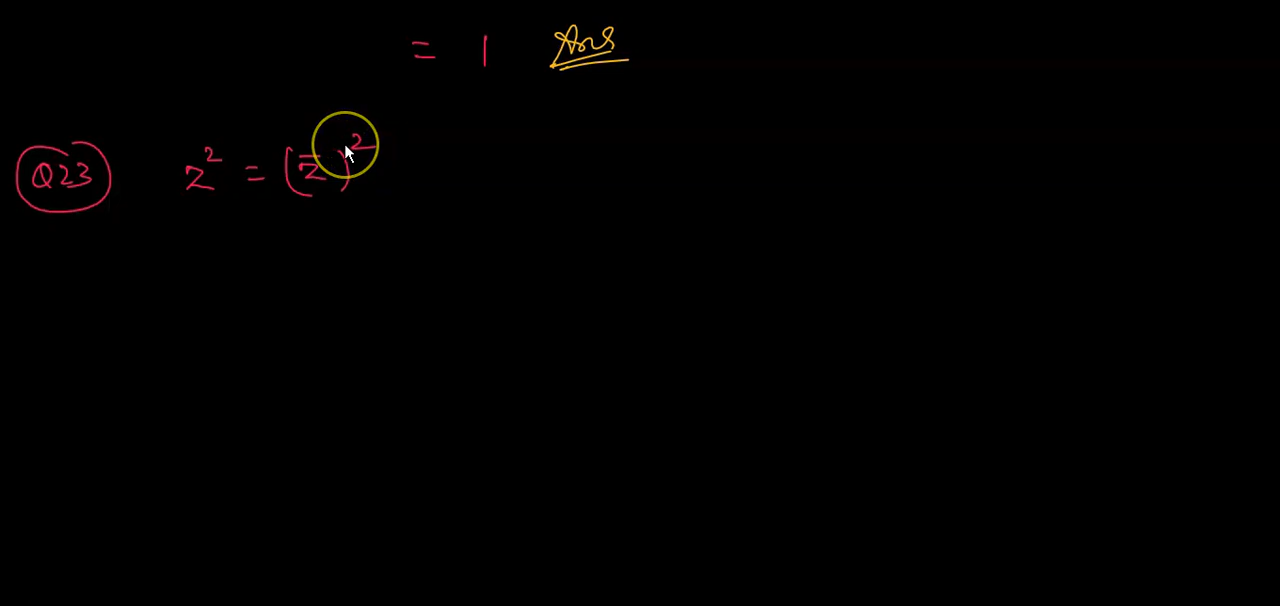 = 1 Ans
Q23 z² = (z̄)²